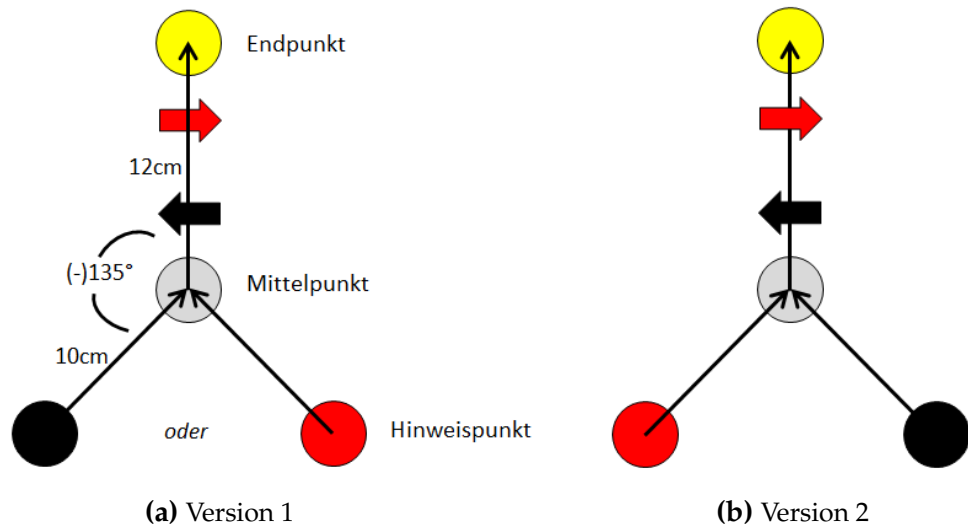 Endpunkt
12cm
(-)135°
Mittelpunkt
10cm
oder
Hinweispunkt
(a) Version 1
(b) Version 2